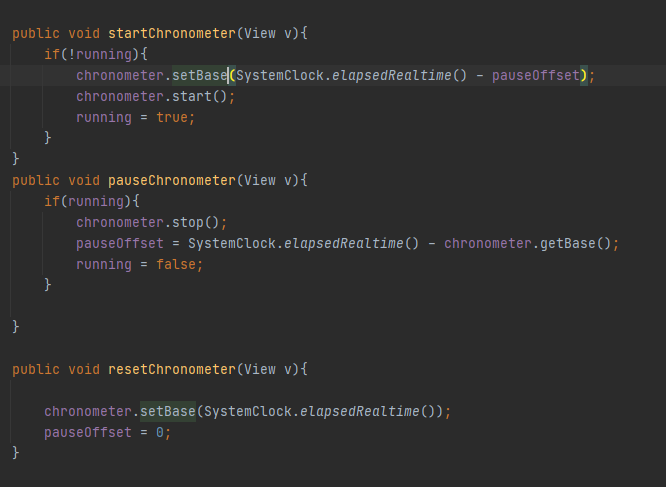 public void startChronometer(View v){
    if(!running){
        chronometer.setBase(SystemClock.elapsedRealtime() - pauseOffset);
        chronometer.start();
        running = true;
    }
}
public void pauseChronometer(View v){
    if(running){
        chronometer.stop();
        pauseOffset = SystemClock.elapsedRealtime() - chronometer.getBase();
        running = false;
    }

}

public void resetChronometer(View v){

    chronometer.setBase(SystemClock.elapsedRealtime());
    pauseOffset = 0;
}